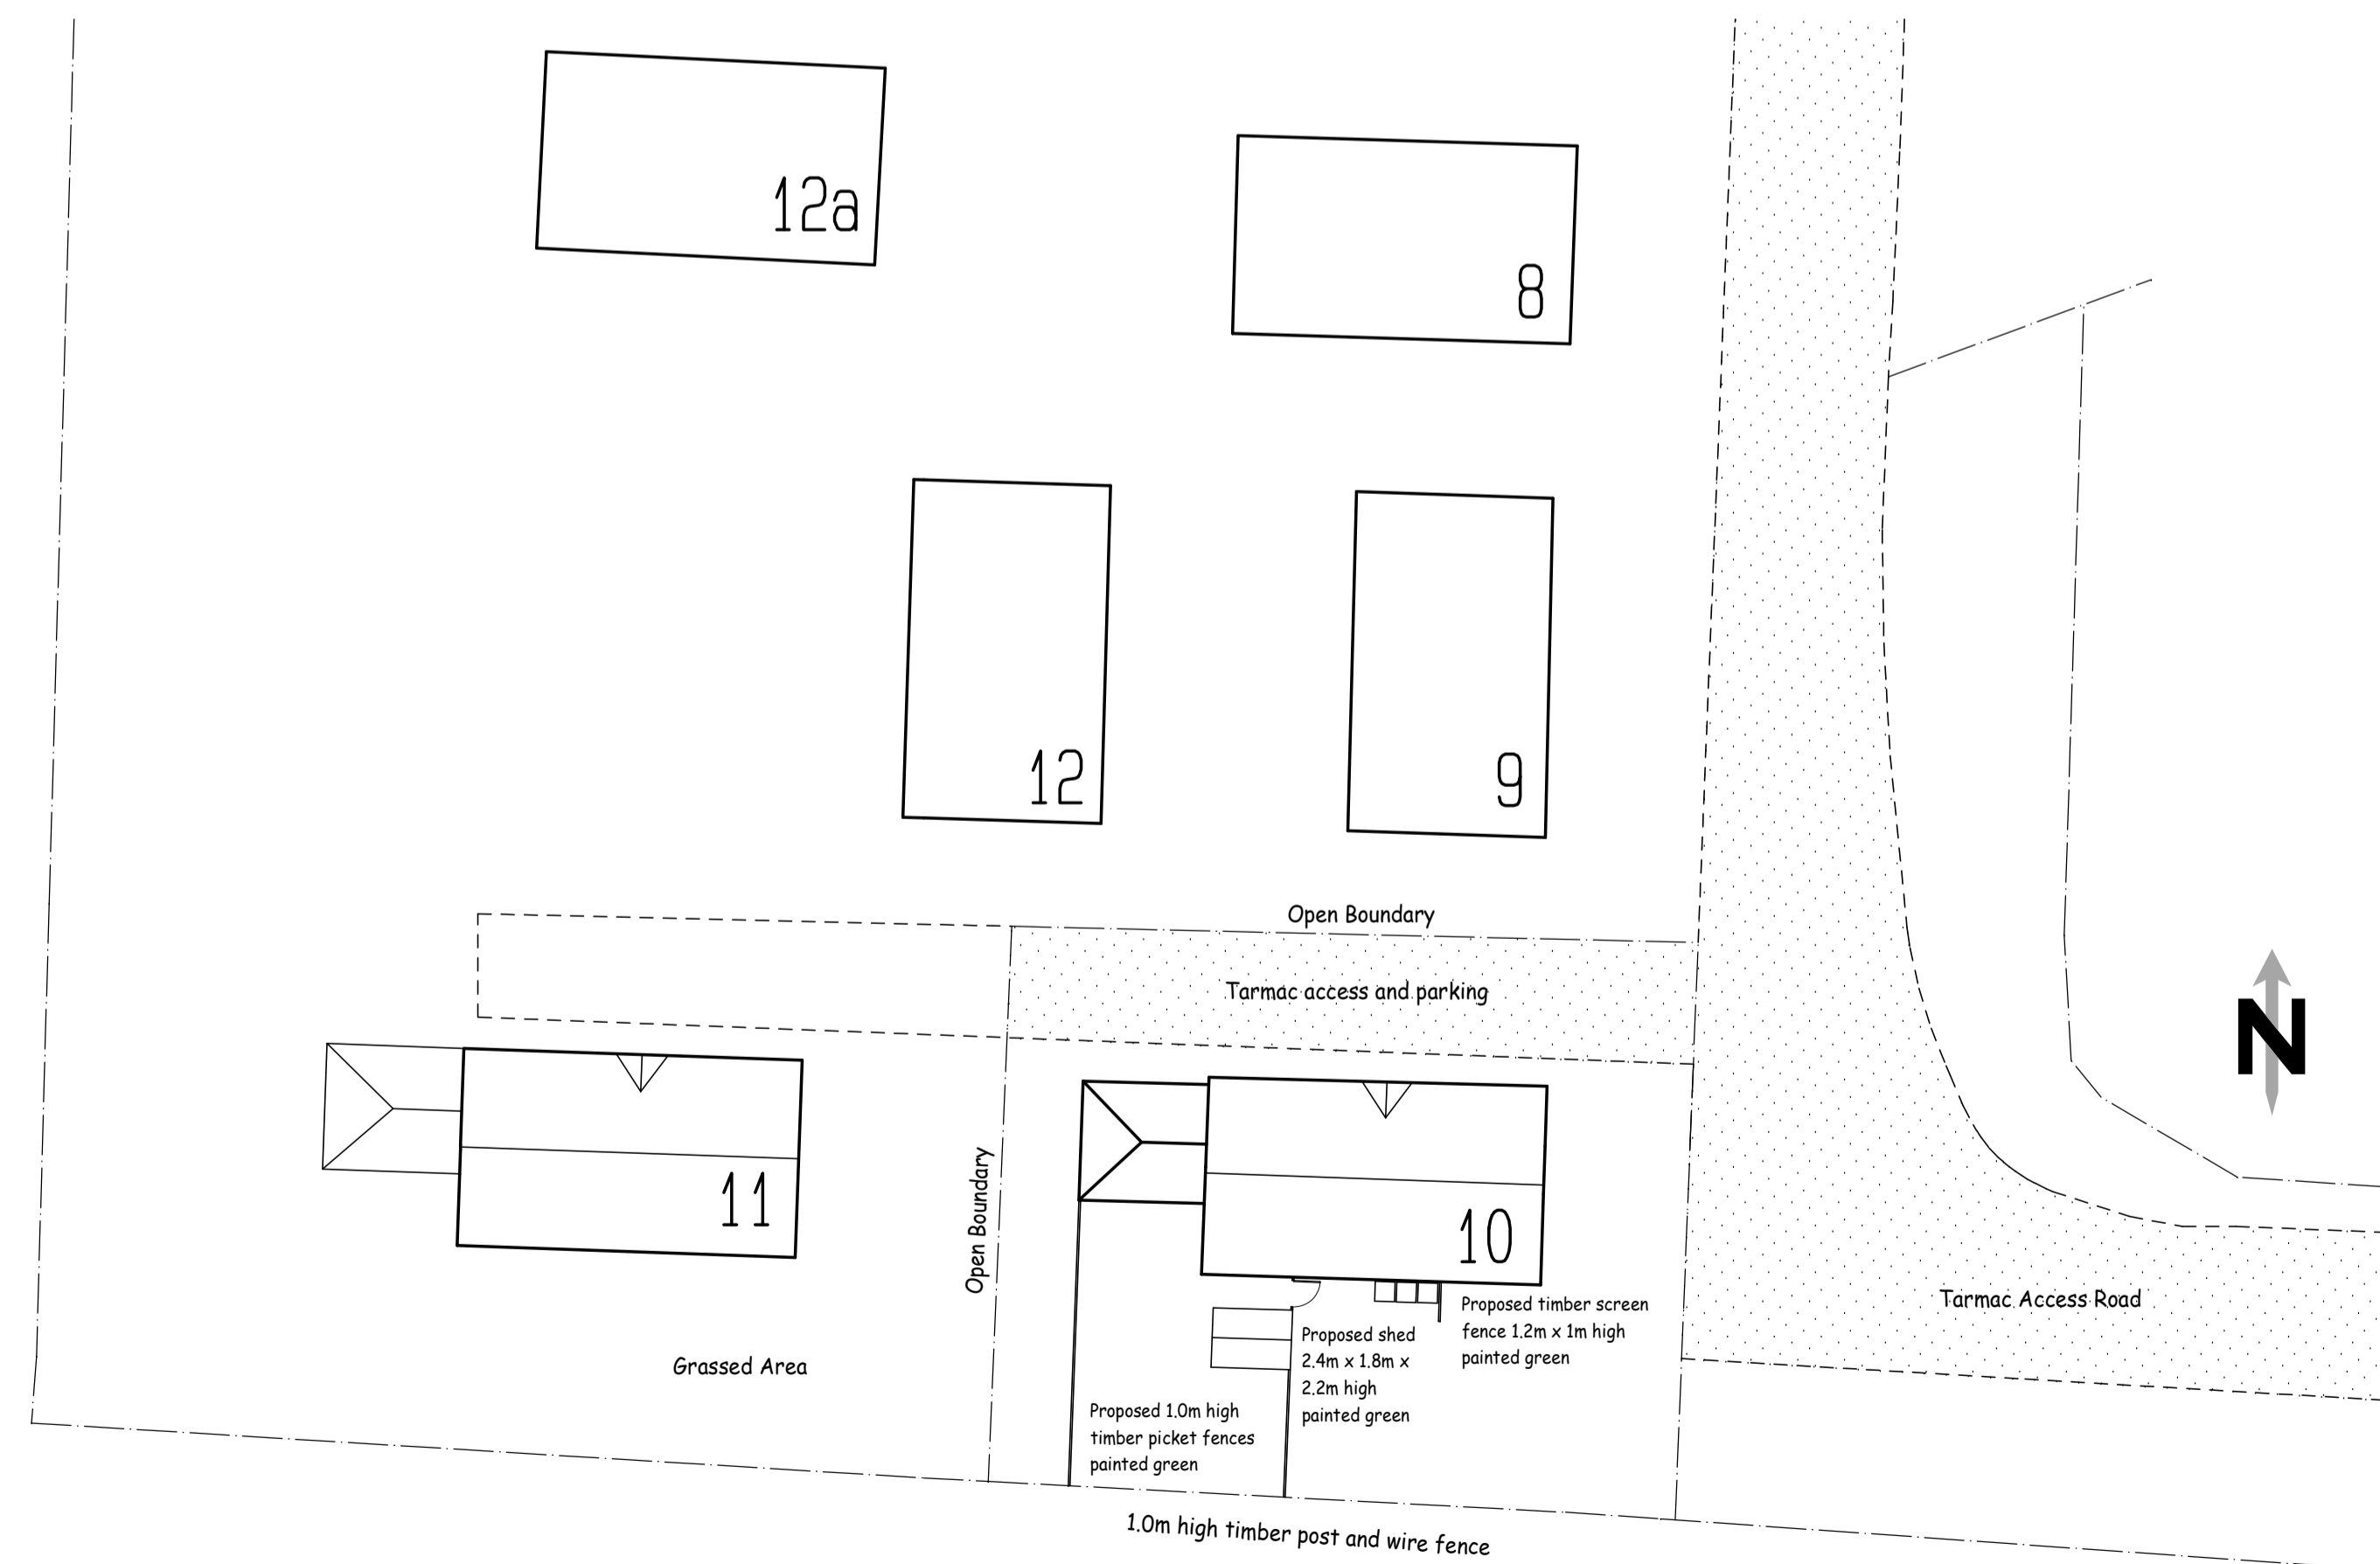 12a
8
12
9
Open Boundary
Tarmac access and parking
N
11
Open Boundary
10
Tarmac Access Road
Proposed timber screen
fence 1.2m x 1m high
painted green
Proposed shed
2.4m x 1.8m x
2.2m high
painted green
Grassed Area
Proposed 1.0m high
timber picket fences
painted green
1.0m high timber post and wire fence